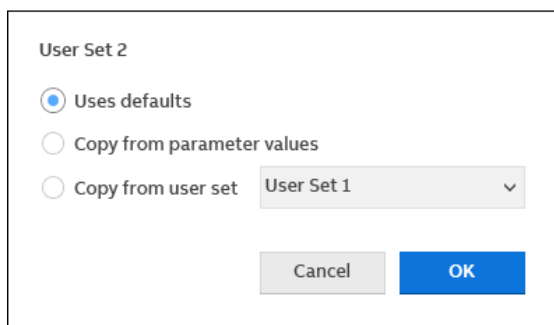 User Set 2
Uses defaults
Copy from parameter values
Copy from user set User Set 1
Cancel OK